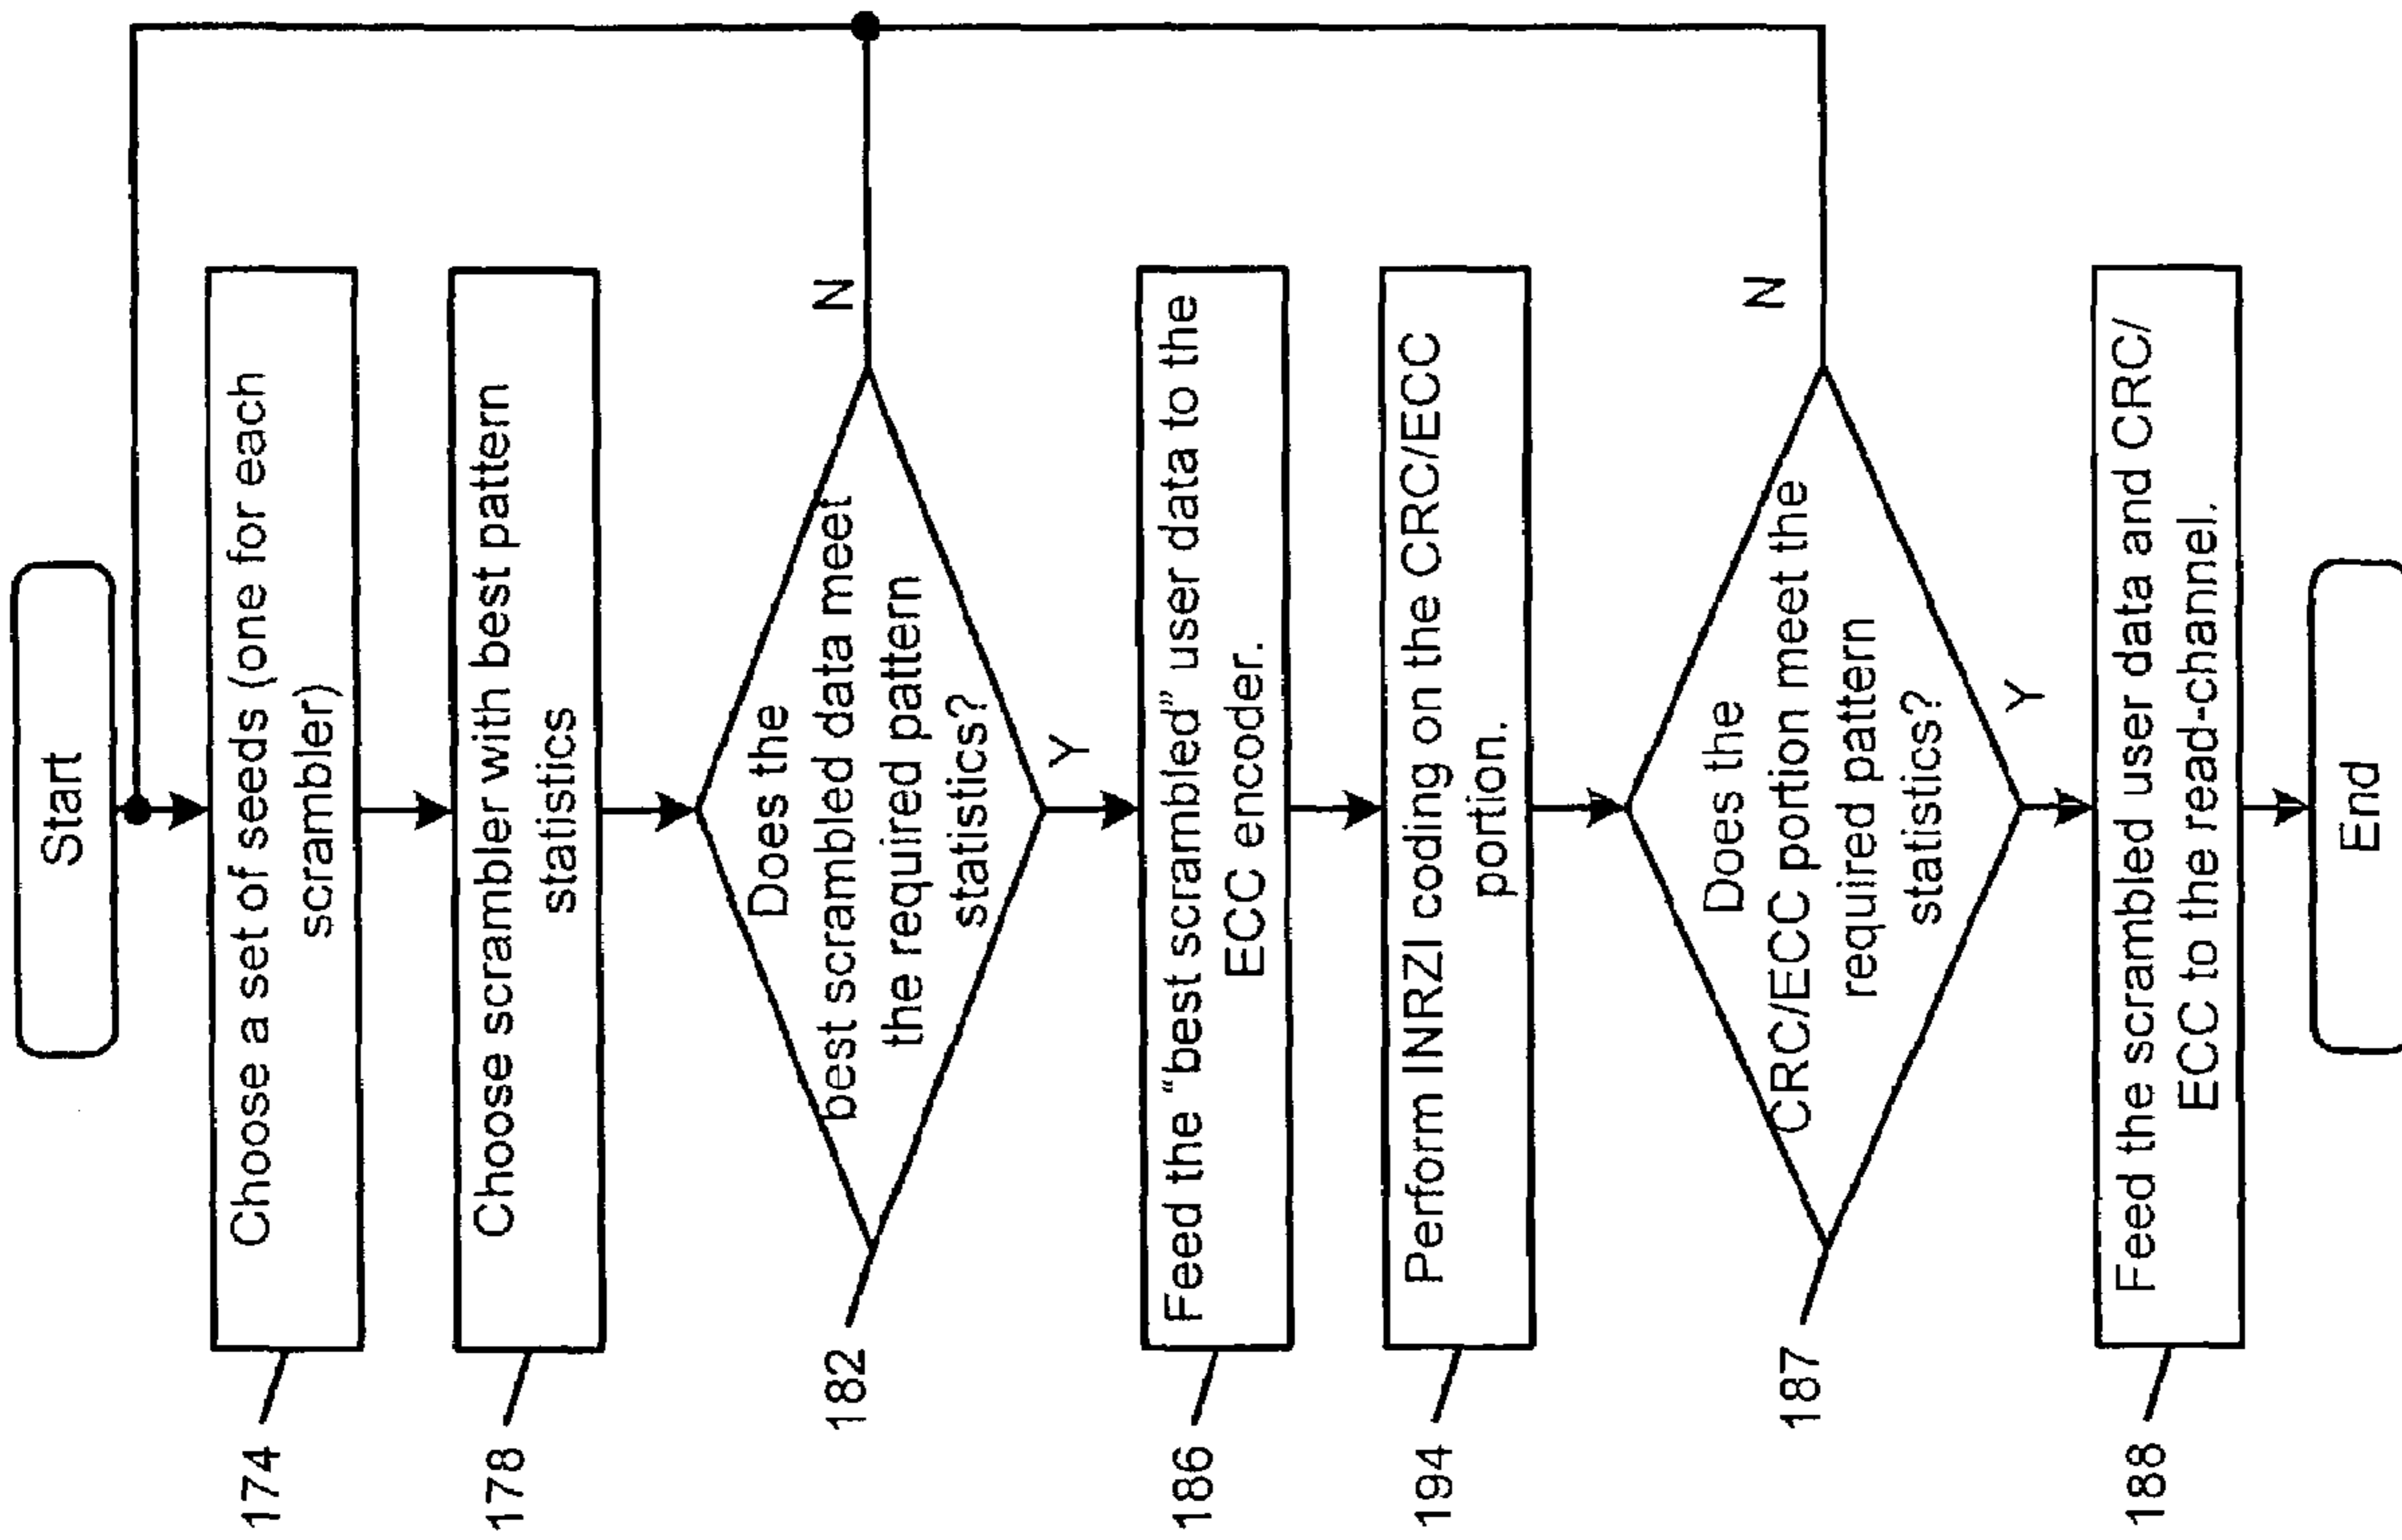 Start
174
Choose a set of seeds (one for each
scrambler)
178
Choose scrambler with best pattern
statistics
182
Does the
best scrambled data meet
the required pattern
statistics?
N
Y
186
Feed the “best scrambled” user data to the
ECC encoder.
194
Perform INRZI coding on the CRC/ECC
portion.
187
Does the
CRC/ECC portion meet the
required pattern
statistics?
N
Y
188
Feed the scrambled user data and CRC/
ECC to the read-channel.
End